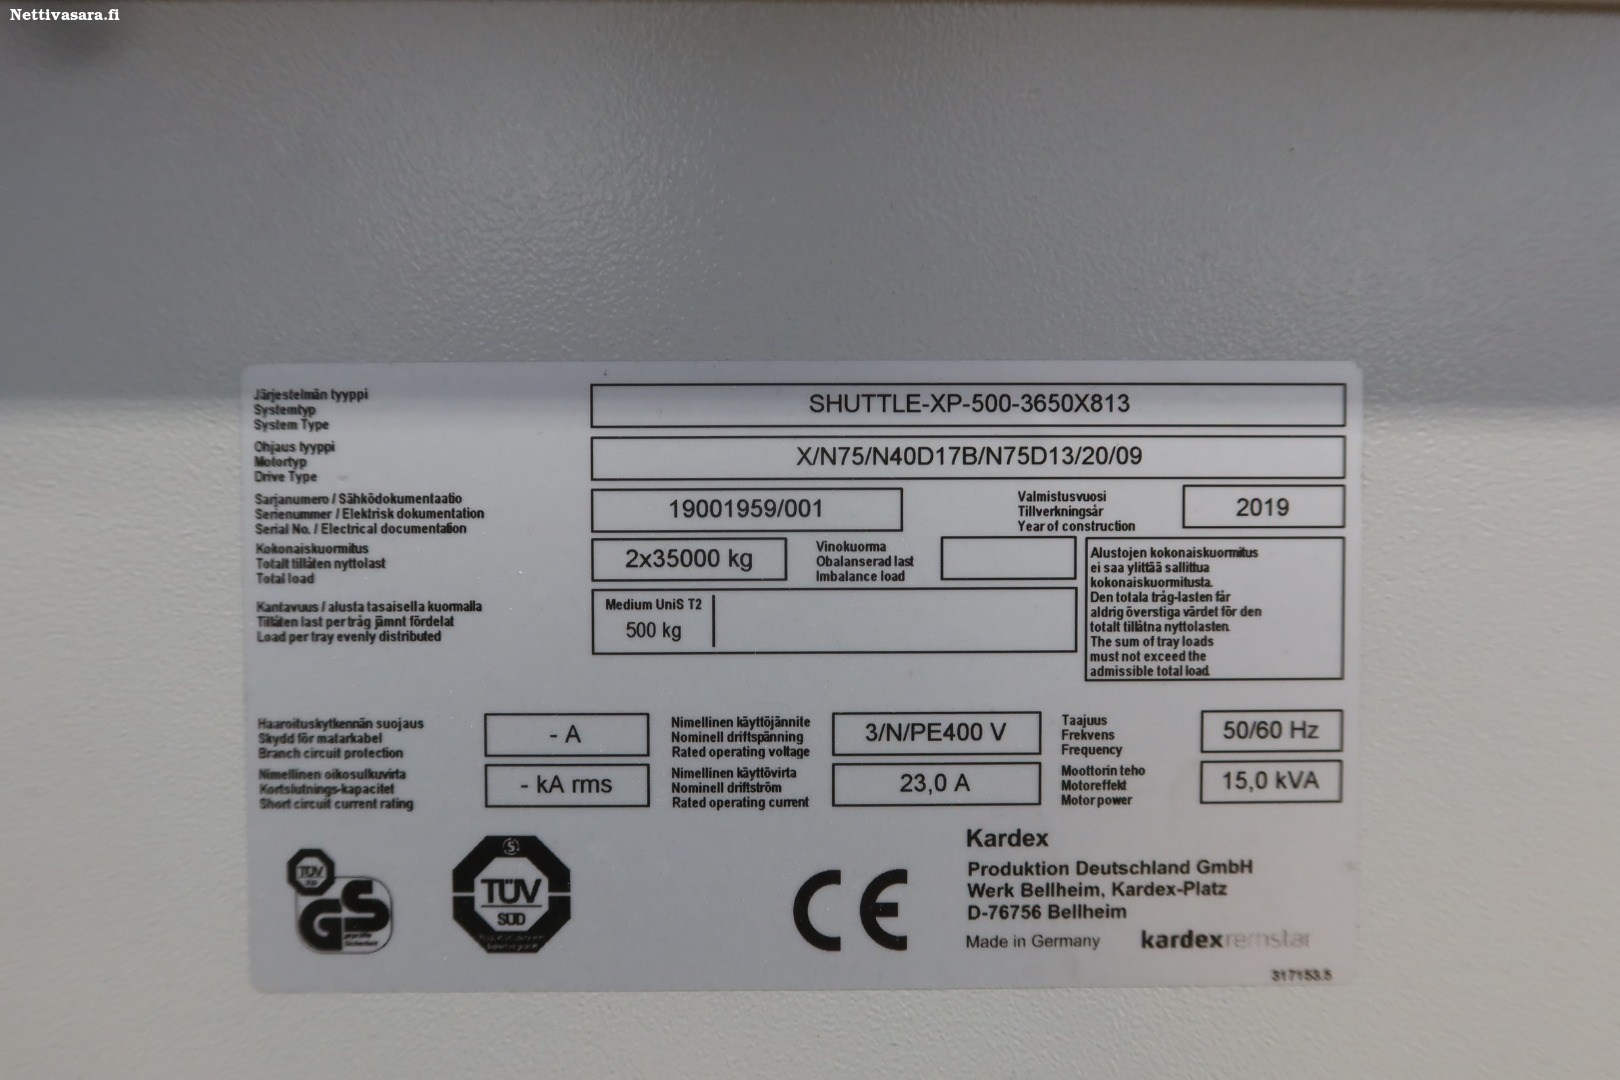 Nettivasara.fi
Järjestelmän tyyppi
Systemtyp
System Type
SHUTTLE-XP-500-3650X813
Ohjaus tyyppi
Motortyp
Drive Type
X/N75/N40D17B/N75D13/20/09
Sarjanumero / Sähködokumentaatio
Serienummer / Elektrisk dokumentation
Serial No. / Electrical documentation
19001959/001
Valmistusvuosi
Tillverkningsår
Year of construction
2019
Kokonaiskuormitus
Totalt tillåten nyttolast
Total load
2x35000 kg
Vinokuorma
Obalanserad last
Imbalance load
Alustojen kokonaiskuormitus
ei saa ylittää sallittua
kokonaiskuormitusta.
Den totala tråg-lasten får
aldrig överstiga värdet för den
totalt tillåtna nyttolasten.
The sum of tray loads
must not exceed the
admissible total load.
Kantavuus / alusta tasaisella kuormalla
Tillåten last per tråg jämnt fördelat
Load per tray evenly distributed
Medium UniS T2
500 kg
Haaroituskytkennän suojaus
Skydd för matarkabel
Branch circuit protection
- A
Nimellinen käyttöjännite
Nominell driftspänning
Rated operating voltage
3/N/PE400 V
Taajuus
Frekvens
Frequency
50/60 Hz
Nimellinen oikosulkuvirta
Kortslutnings-kapacitet
Short circuit current rating
- kA rms
Nimellinen käyttövirta
Nominell driftström
Rated operating current
23,0 A
Moottorin teho
Motoreffekt
Motor power
15,0 kVA
TÜV
GS
geprüfte
Sicherheit
TÜV
SÜD
CE
Kardex
Produktion Deutschland GmbH
Werk Bellheim, Kardex-Platz
D-76756 Bellheim
Made in Germany
kardexremstar
317153.5